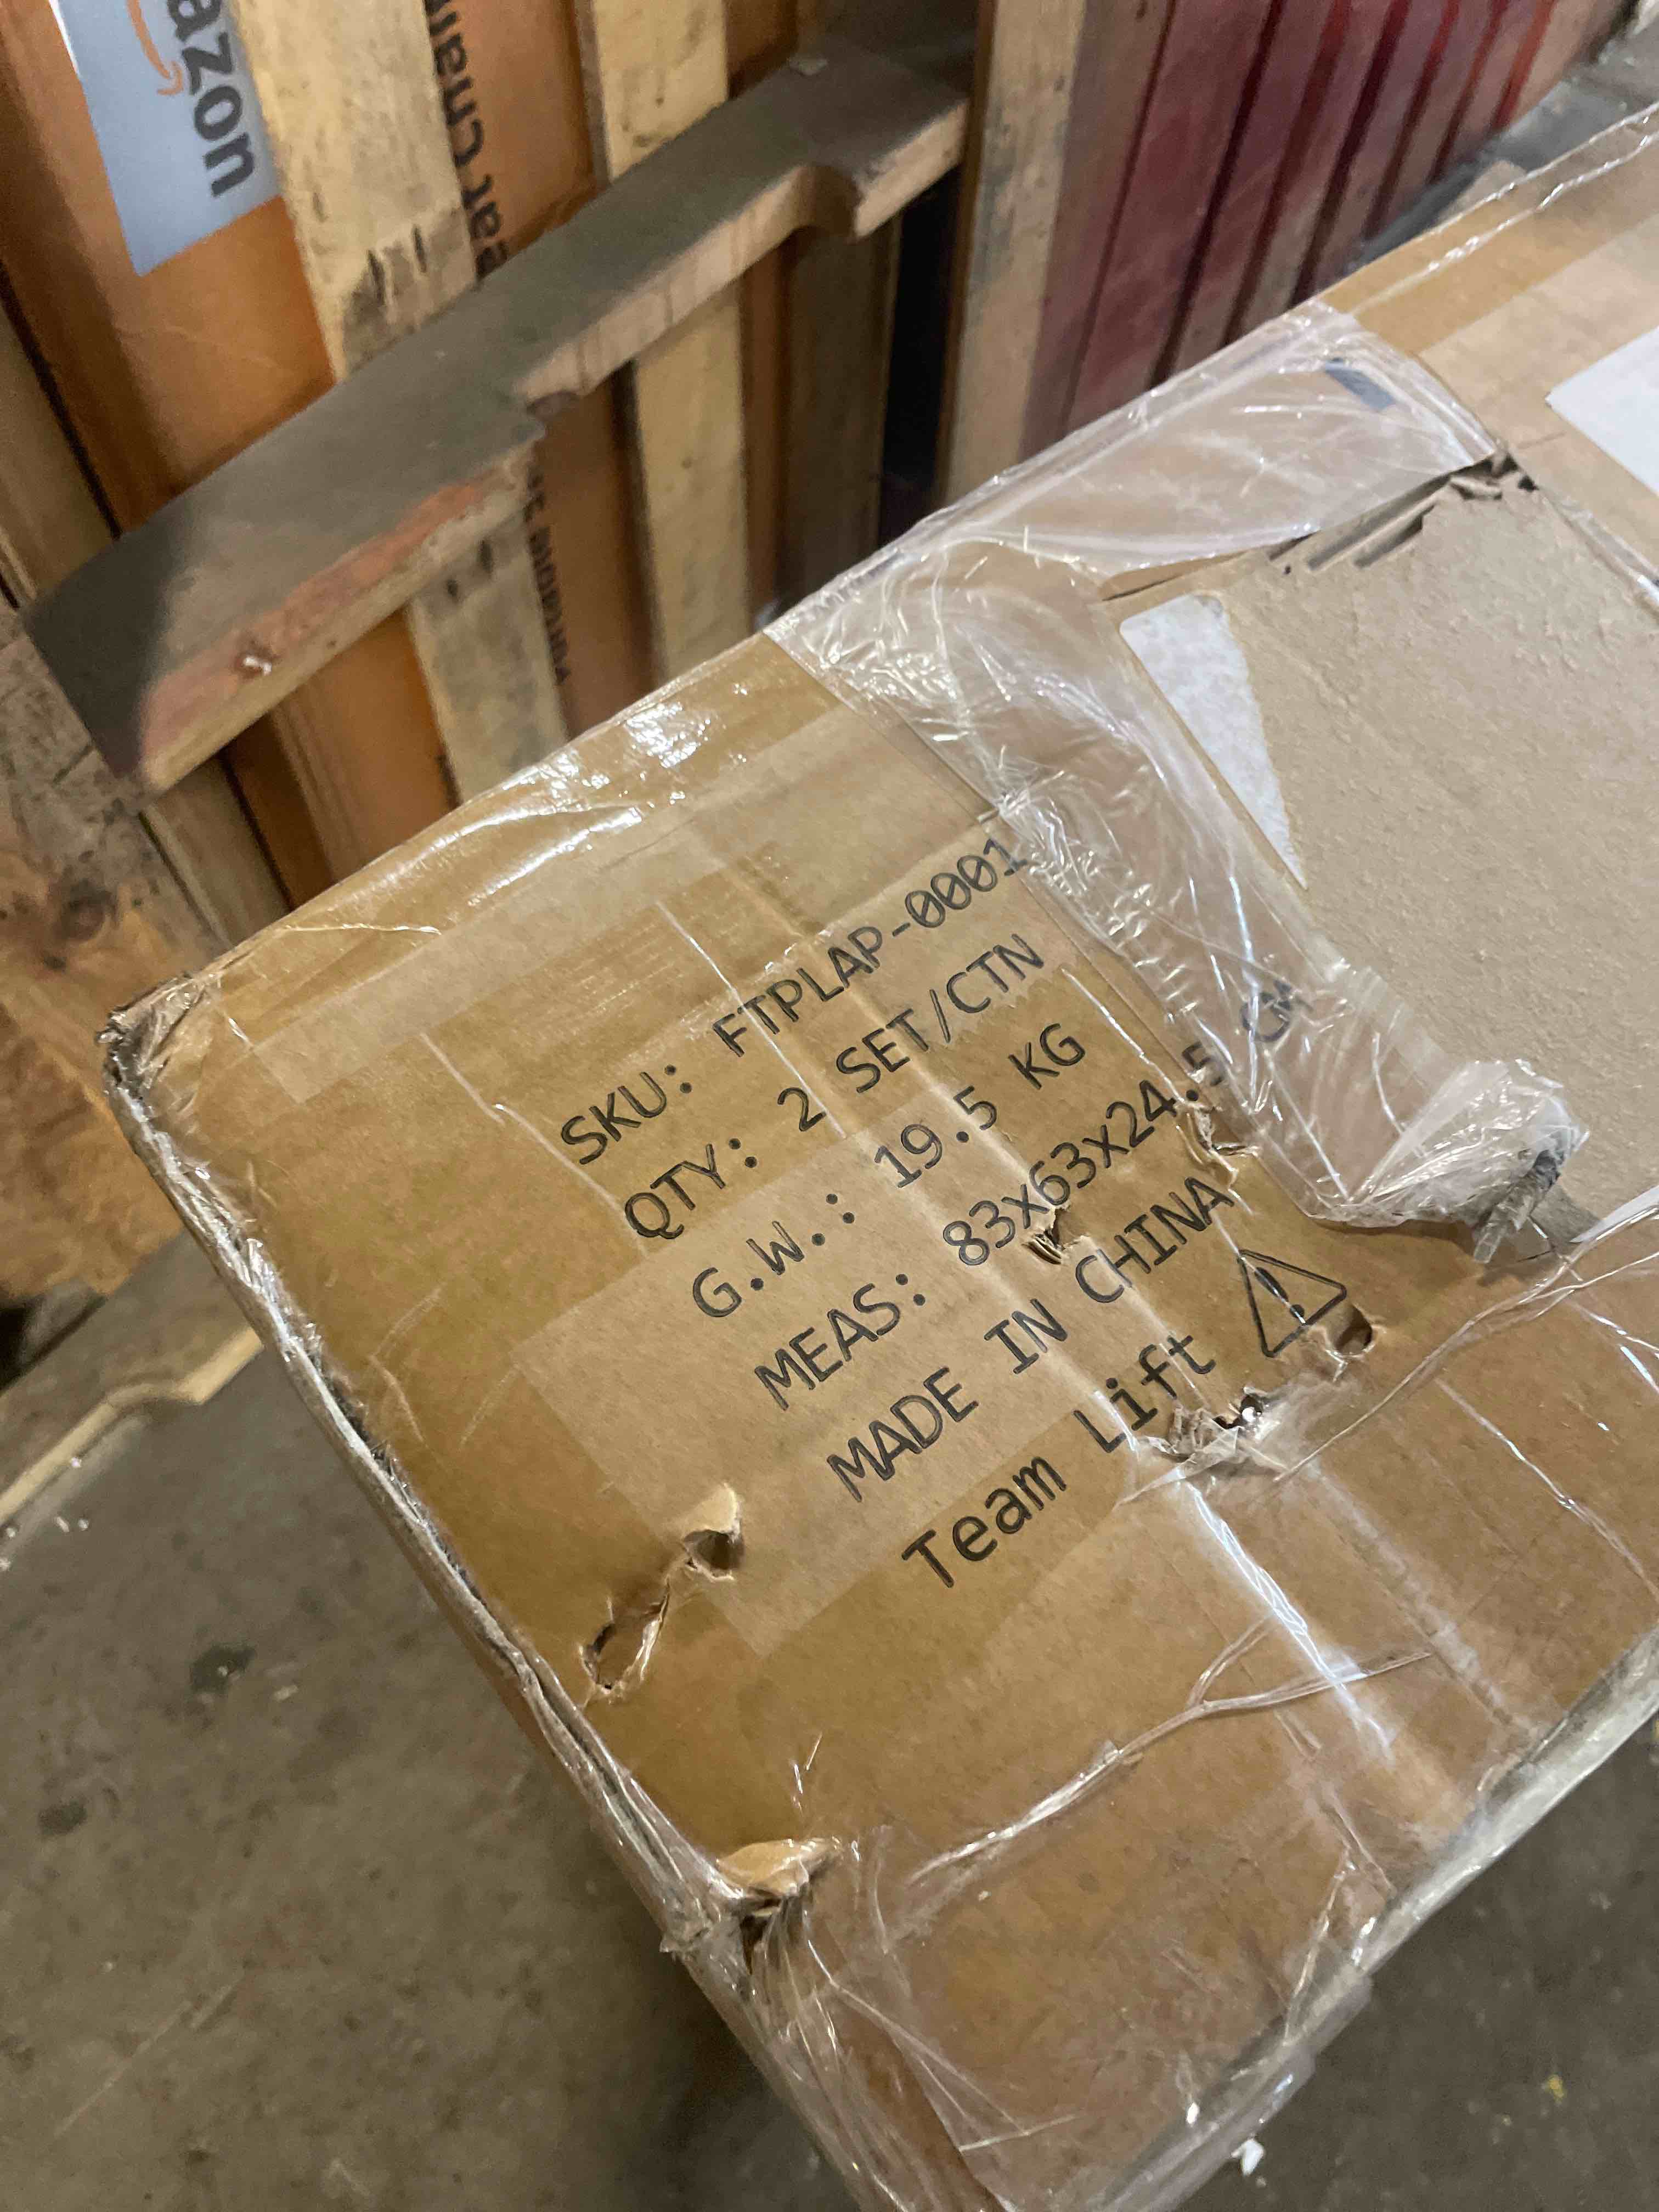 azon
SKU: FTPLAP-0001
QTY: 2 SET/CTN
G.W.: 19.5 KG
MEAS: 83x63x24.5 CM
MADE IN CHINA
Team Lift